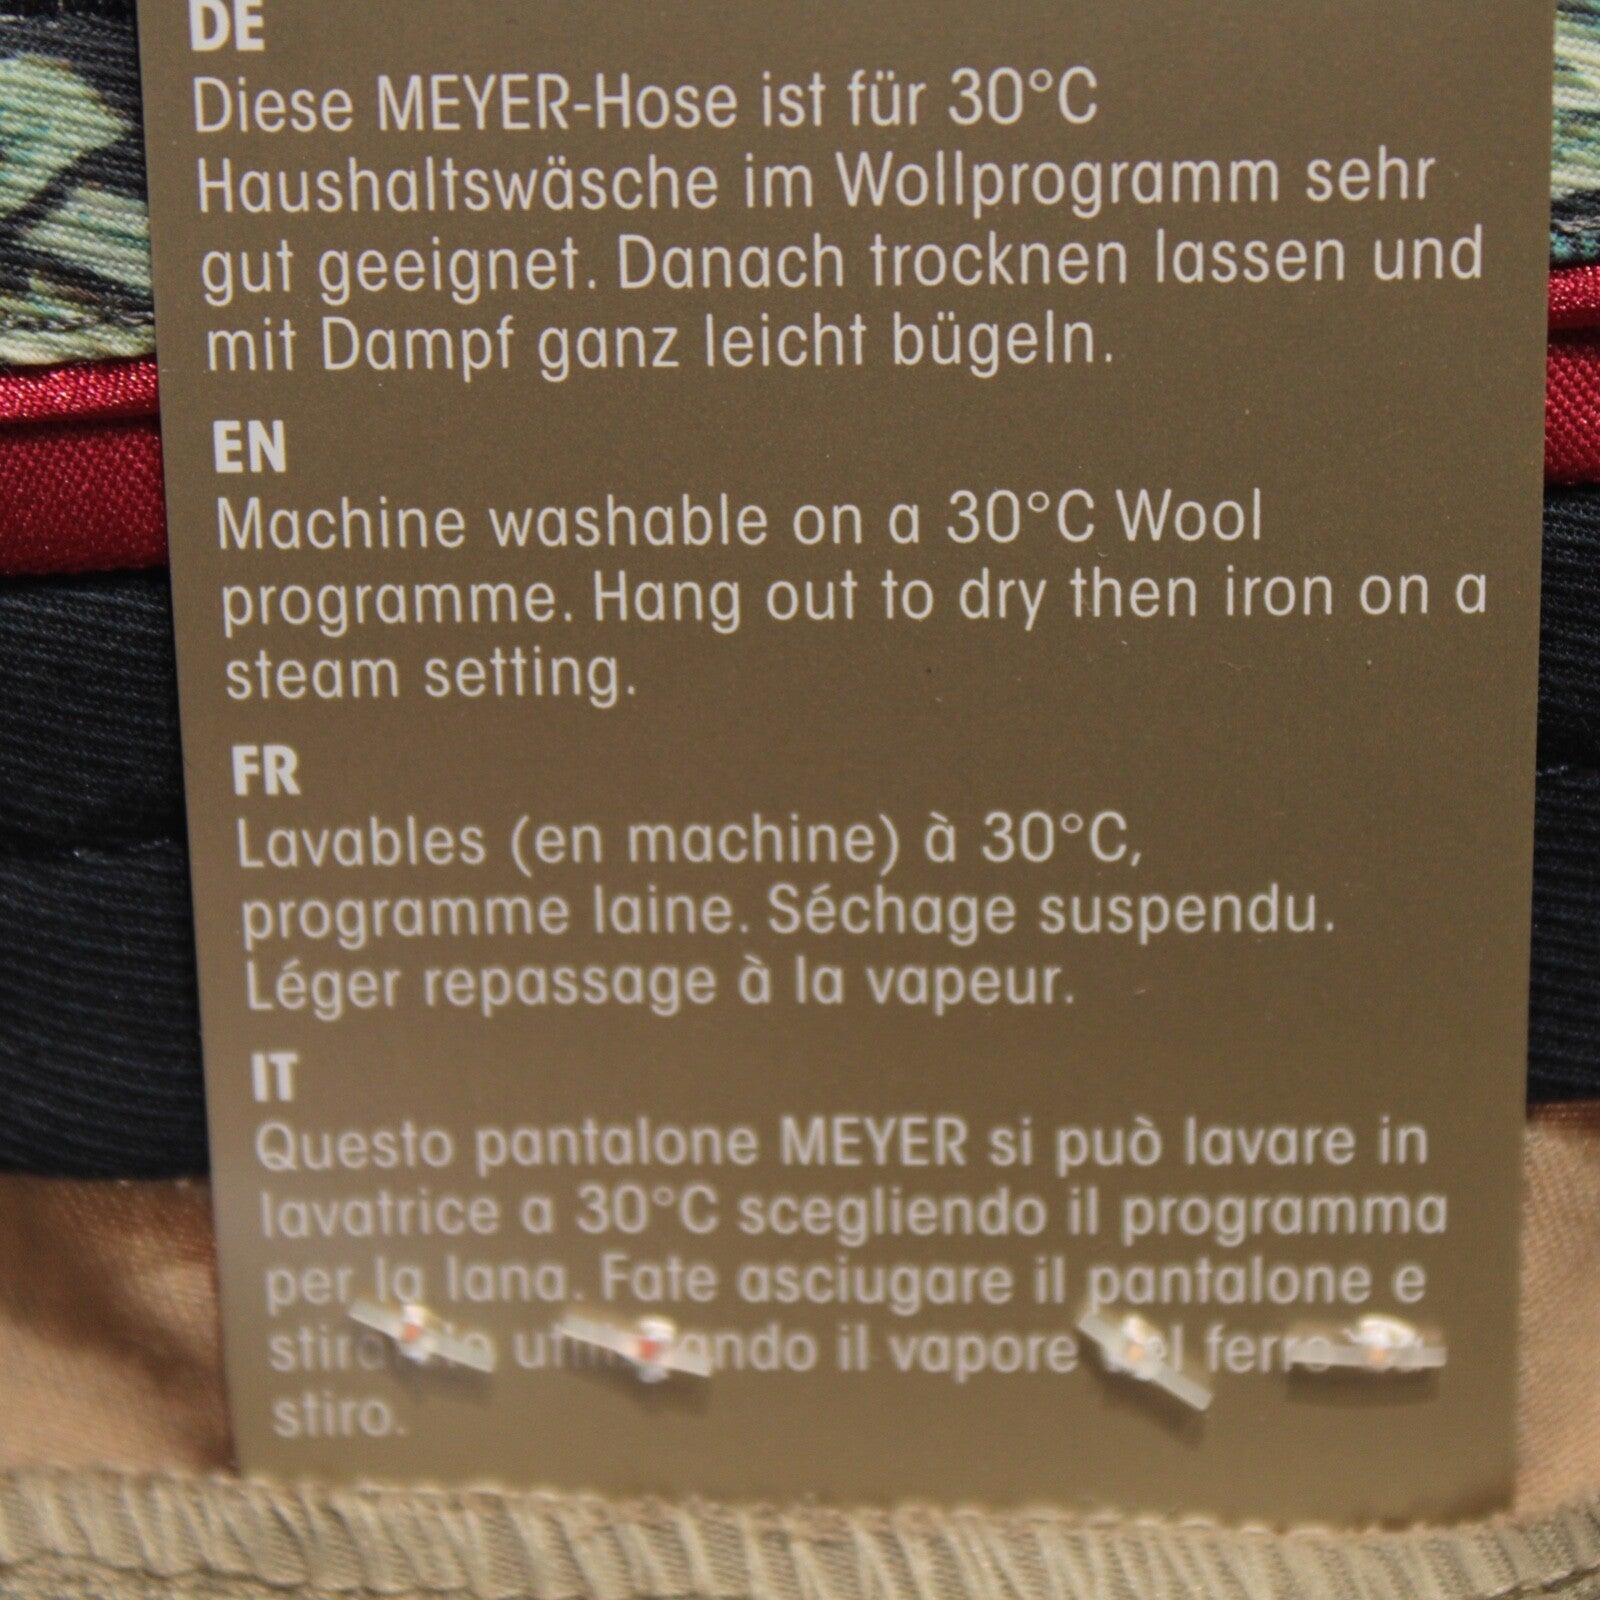 DE
Diese MEYER-Hose ist für 30°C
Haushaltswäsche im Wollprogramm sehr
gut geeignet. Danach trocknen lassen und
mit Dampf ganz leicht bügeln.
EN
Machine washable on a 30°C Wool
programme. Hang out to dry then iron on a
steam setting.
FR
Lavables (en machine) à 30°C,
programme laine. Séchage suspendu.
Léger repassage à la vapeur.
IT
Questo pantalone MEYER si può lavare in
lavatrice a 30°C scegliendo il programma
per la lana. Fate asciugare il pantalone e
il vapore
stiro.